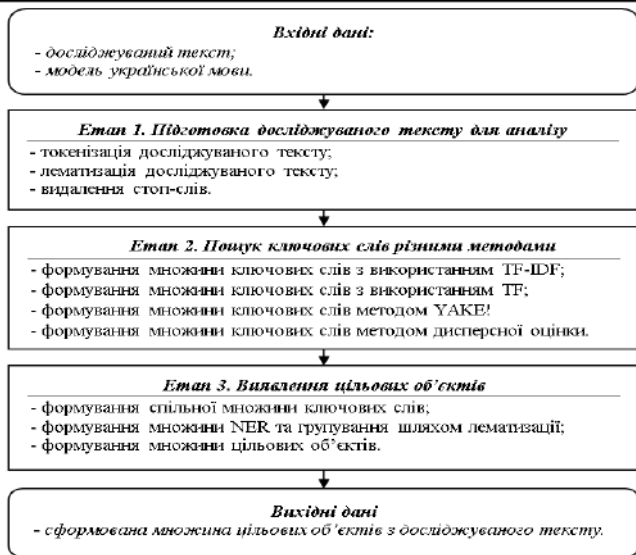 Вхідні дані:
- досліджуваний текст;
- модель української мови.
Етап 1. Підготовка досліджуваного тексту для аналізу
- токенізація досліджуваного тексту;
- лематизація досліджуваного тексту;
- видалення стоп-слів.
Етап 2. Пошук ключових слів різними методами
- формування множини ключових слів з використанням TF-IDF;
- формування множини ключових слів з використанням TF;
- формування множини ключових слів методом YAKE!
- формування множини ключових слів методом дисперсної оцінки.
Етап 3. Виявлення цільових об’єктів
- формування спільної множини ключових слів;
- формування множини NER та групування шляхом лематизації;
- формування множини цільових об’єктів.
Вихідні дані
- сформована множина цільових об’єктів з досліджуваного тексту.